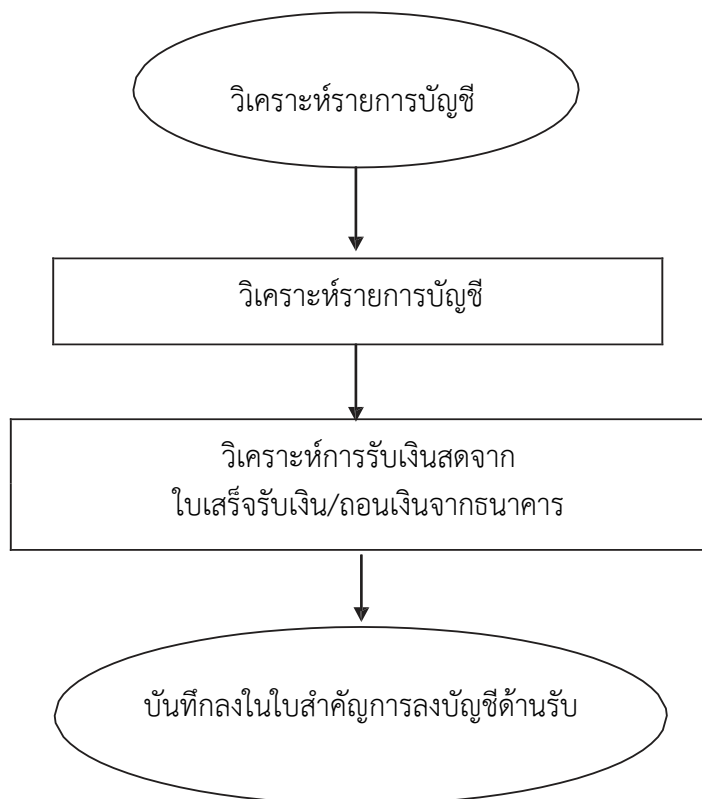 วิเคราะห์รายการบัญชี
วิเคราะห์รายการบัญชี
วิเคราะห์การรับเงินสดจาก
ใบเสร็จรับเงิน/ถอนเงินจากธนาคาร
บันทึกลงในใบสำคัญการลงบัญชีด้านรับ